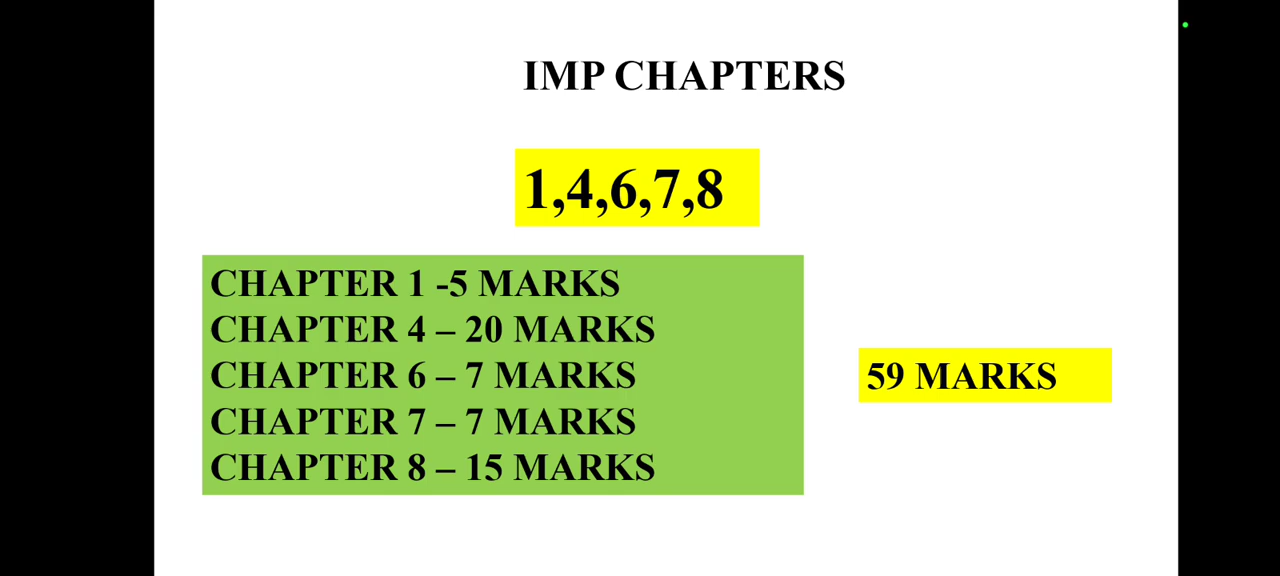 IMP CHAPTERS
1,4,6,7,8
CHAPTER 1 -5 MARKS
CHAPTER 4 – 20 MARKS
CHAPTER 6 – 7 MARKS
CHAPTER 7 – 7 MARKS
CHAPTER 8 – 15 MARKS
59 MARKS